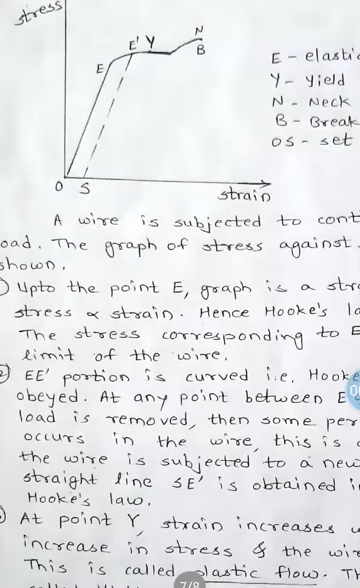 stress
E' Y
N
E
B
E - elastic
Y - Yield
N - Neck
B - Break
OS - set
O S
strain
A wire is subjected to cont
oad. The graph of stress against
shown.
Upto the point E, graph is a str
stress ∝ strain. Hence Hooke's la
The stress corresponding to E
limit of the wire.
2 EE' portion is curved i.e. Hooke
obeyed. At any point between E
load is removed, then some per
occurs in the wire, this is
the wire is subjected to a new
straight line SE' is obtained i
Hooke's law.
At point Y, strain increases w
increase in stress & the wir
This is called plastic flow. Th
7/8